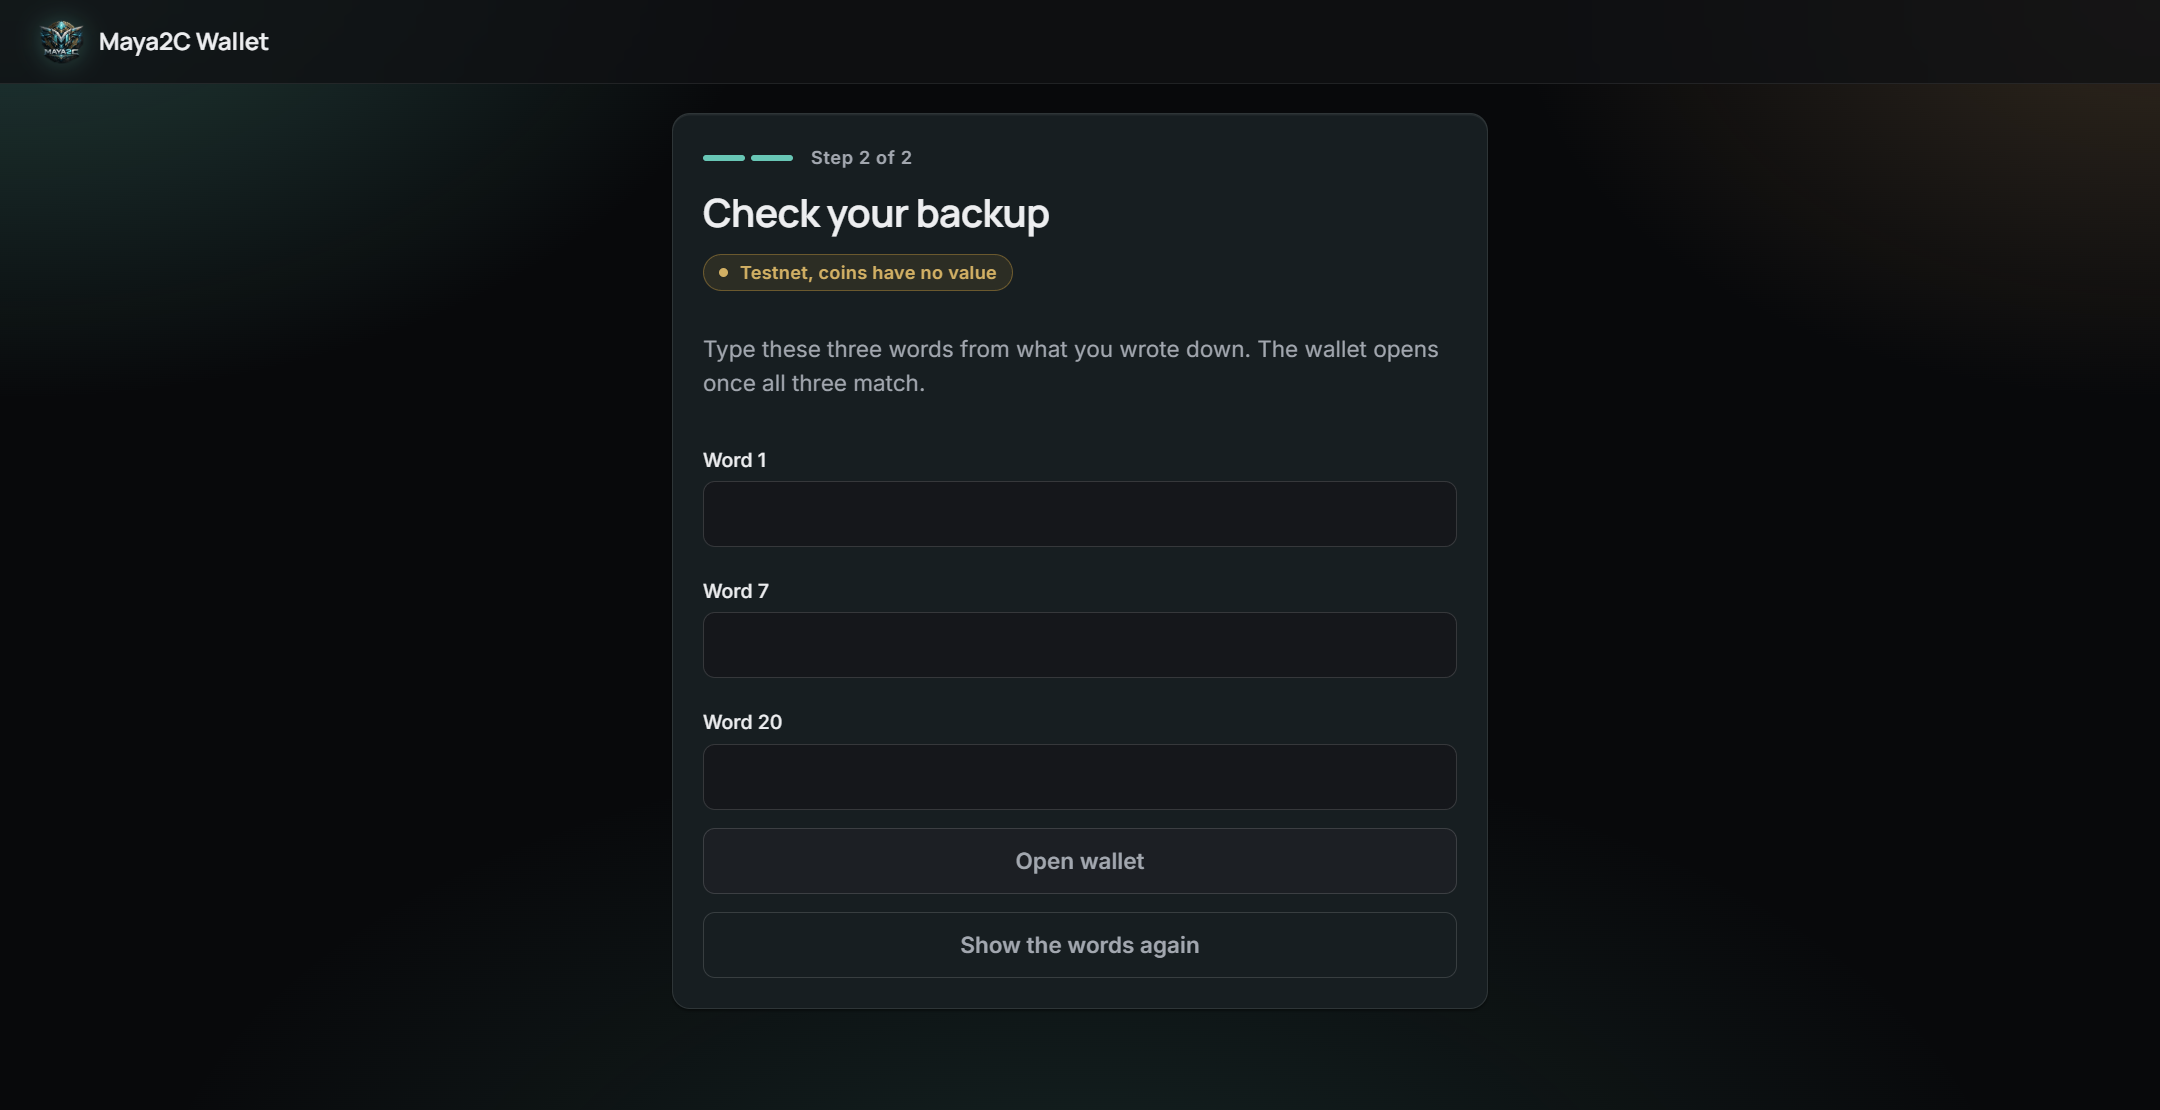 MAYA2C
Maya2C Wallet
Step 2 of 2
Check your backup
Testnet, coins have no value
Type these three words from what you wrote down. The wallet opens
once all three match.
Word 1
Word 7
Word 20
Open wallet
Show the words again